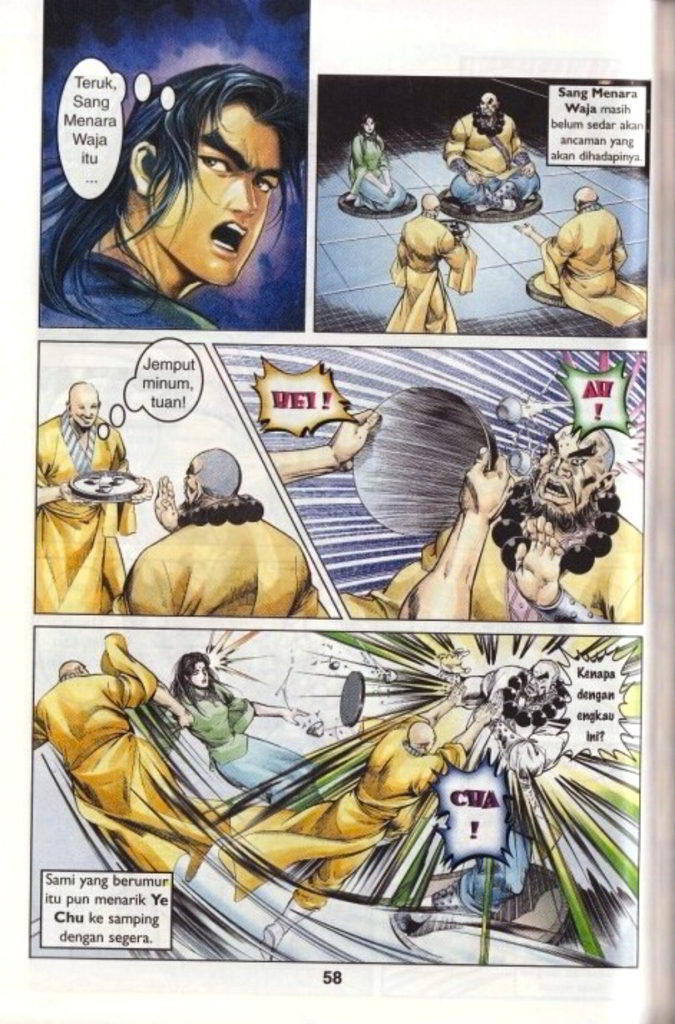 Teruk,
Sang
Menara
Waja
itu
...
Sang Menara
Waja masih
belum sedar akan
ancaman yang
akan dihadapinya.
Jemput
minum,
tuan!
HEI !
AH
!
Kenapa
dengan
engkau
ini?
CHA
!
Sami yang berumur
itu pun menarik Ye
Chu ke samping
dengan segera.
58